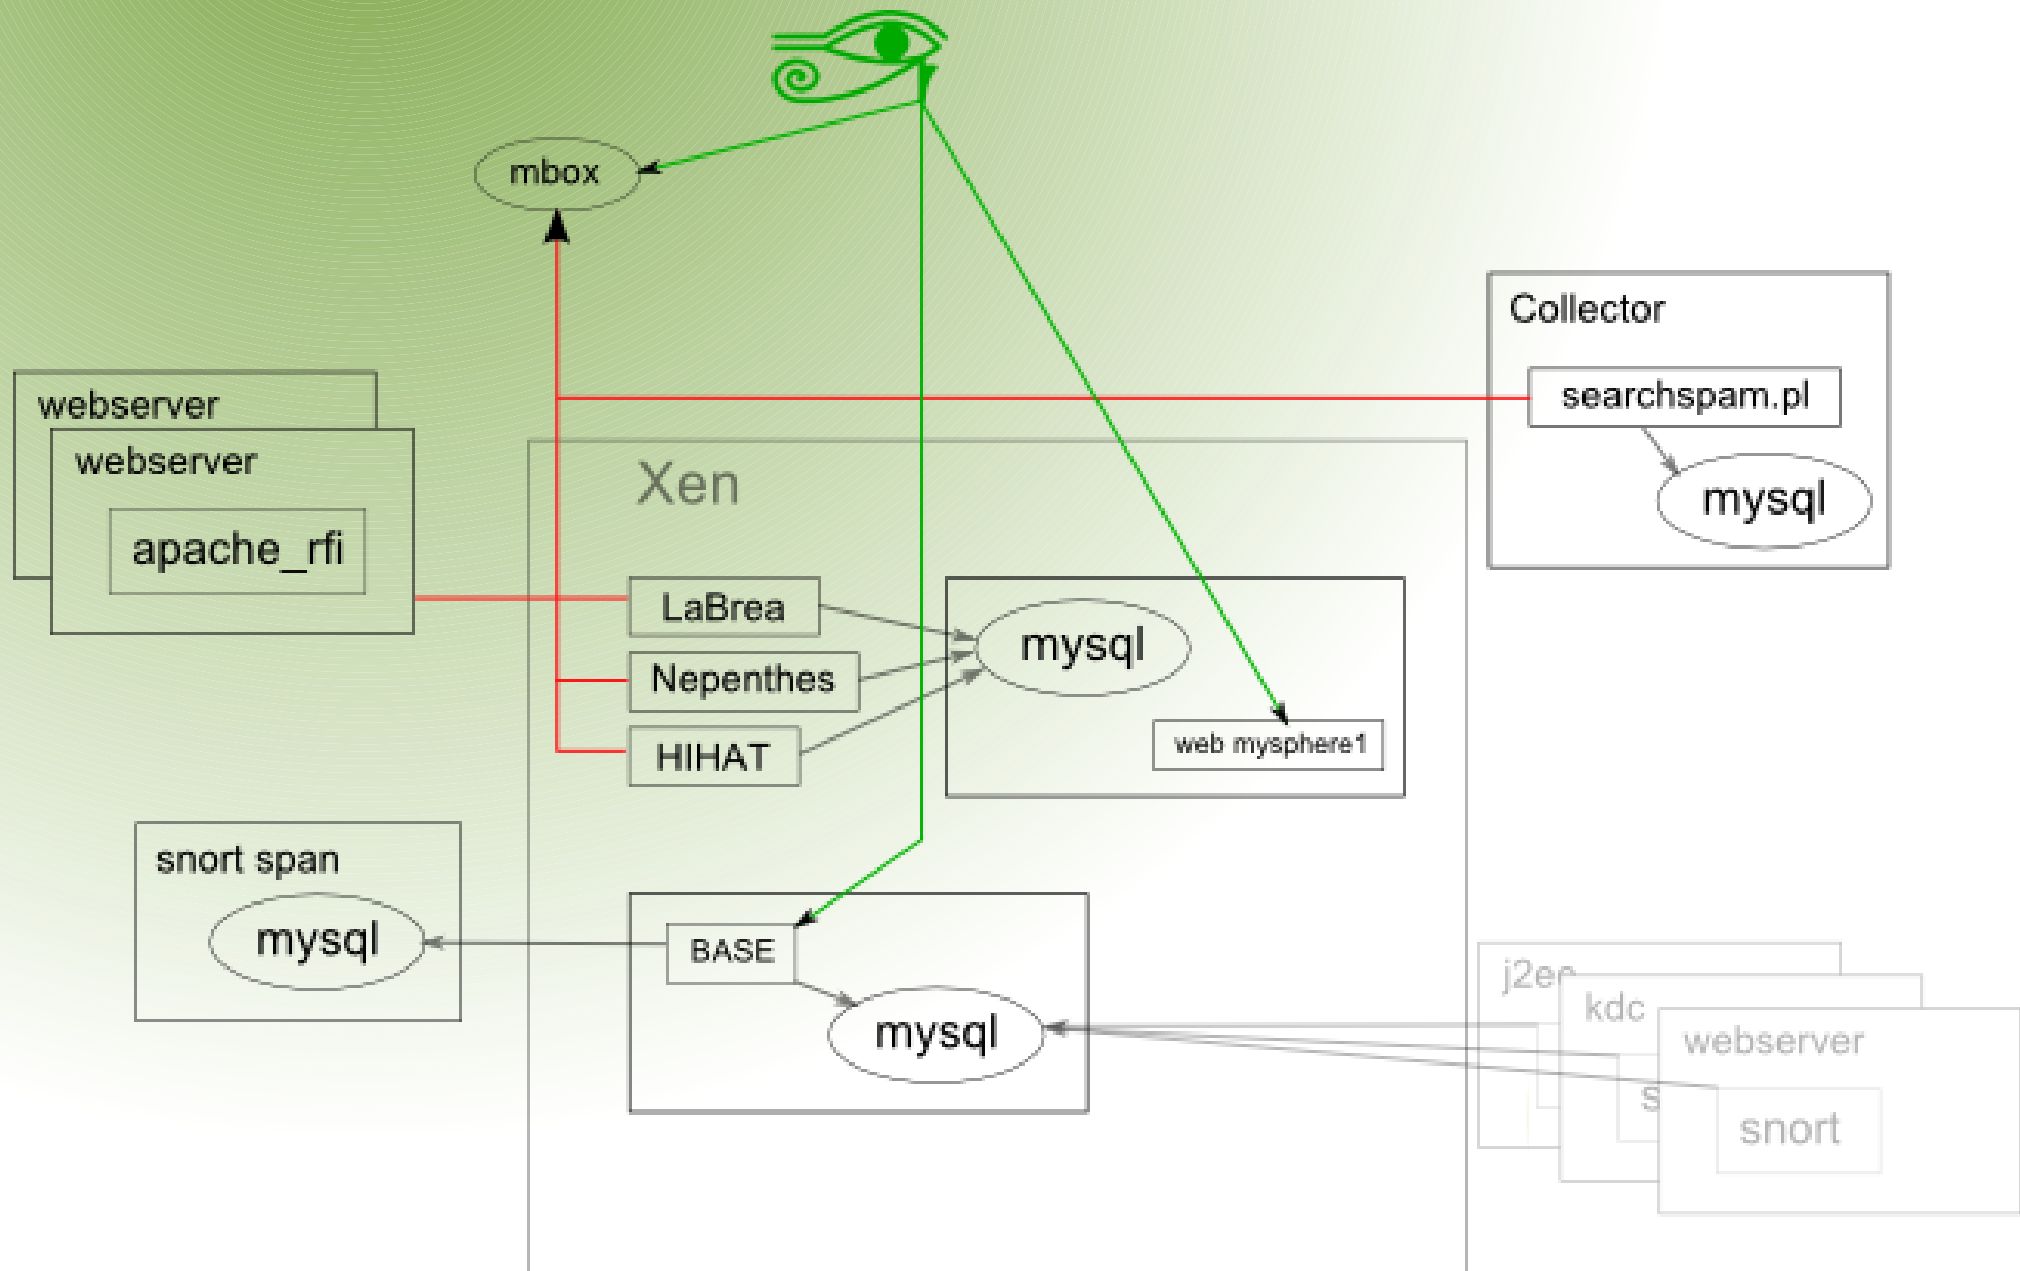 mbox
Collector
searchspam.pl
mysql
webserver
webserver
apache_rfi
Xen
LaBrea
Nepenthes
HIHAT
mysql
web mysphere1
snort span
mysql
BASE
mysql
kdc
webserver
snort